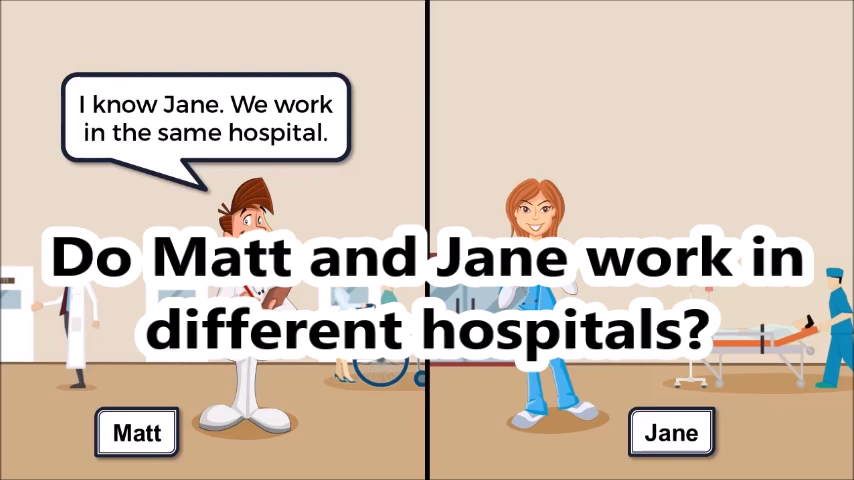 I know Jane. We work
in the same hospital.
Do Matt and Jane work in
different hospitals?
Matt
Jane